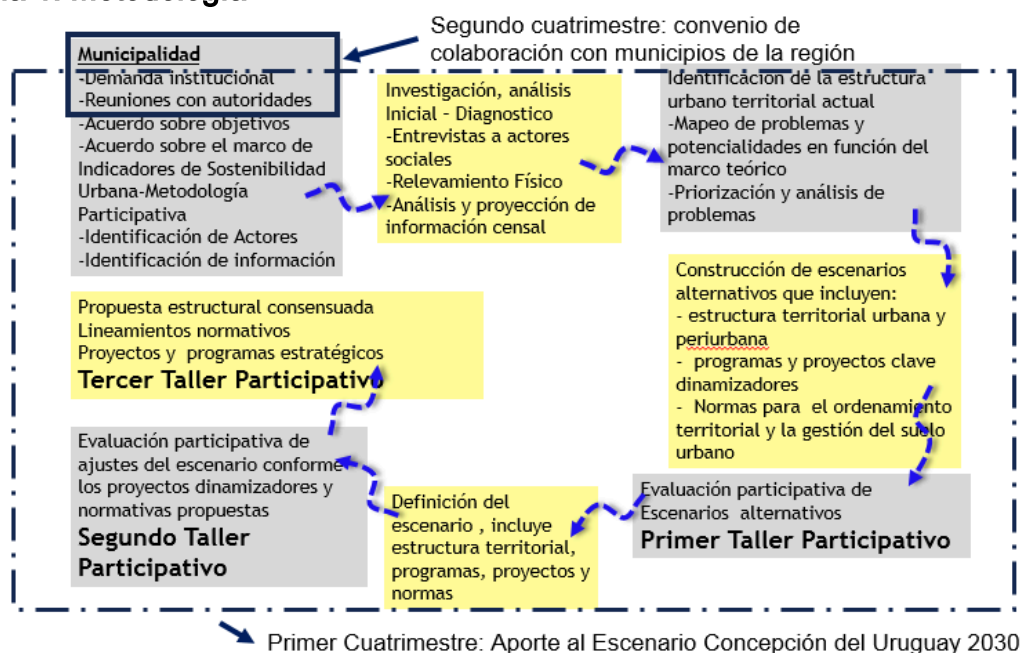 Segundo cuatrimestre: convenio de
colaboración con municipios de la región
Municipalidad
-Demanda institucional
-Reuniones con autoridades
-Acuerdo sobre objetivos
-Acuerdo sobre el marco de
Indicadores de Sostenibilidad
Urbana-Metodología
Participativa
-Identificación de Actores
-Identificación de información
Investigación, análisis
Inicial - Diagnostico
-Entrevistas a actores
sociales
-Relevamiento Físico
-Análisis y proyección de
información censal
Identificación de la estructura
urbano territorial actual
-Mapeo de problemas y
potencialidades en función del
marco teórico
-Priorización y análisis de
problemas
Construcción de escenarios
alternativos que incluyen:
- estructura territorial urbana y
periurbana
- programas y proyectos clave
dinamizadores
- Normas para el ordenamiento
territorial y la gestión del suelo
urbano
Evaluación participativa de
Escenarios alternativos
Primer Taller Participativo
Definición del
escenario , incluye
estructura territorial,
programas, proyectos y
normas
Evaluación participativa de
ajustes del escenario conforme
los proyectos dinamizadores y
normativas propuestas
Segundo Taller
Participativo
Propuesta estructural consensuada
Lineamientos normativos
Proyectos y programas estratégicos
Tercer Taller Participativo
Primer Cuatrimestre: Aporte al Escenario Concepción del Uruguay 2030